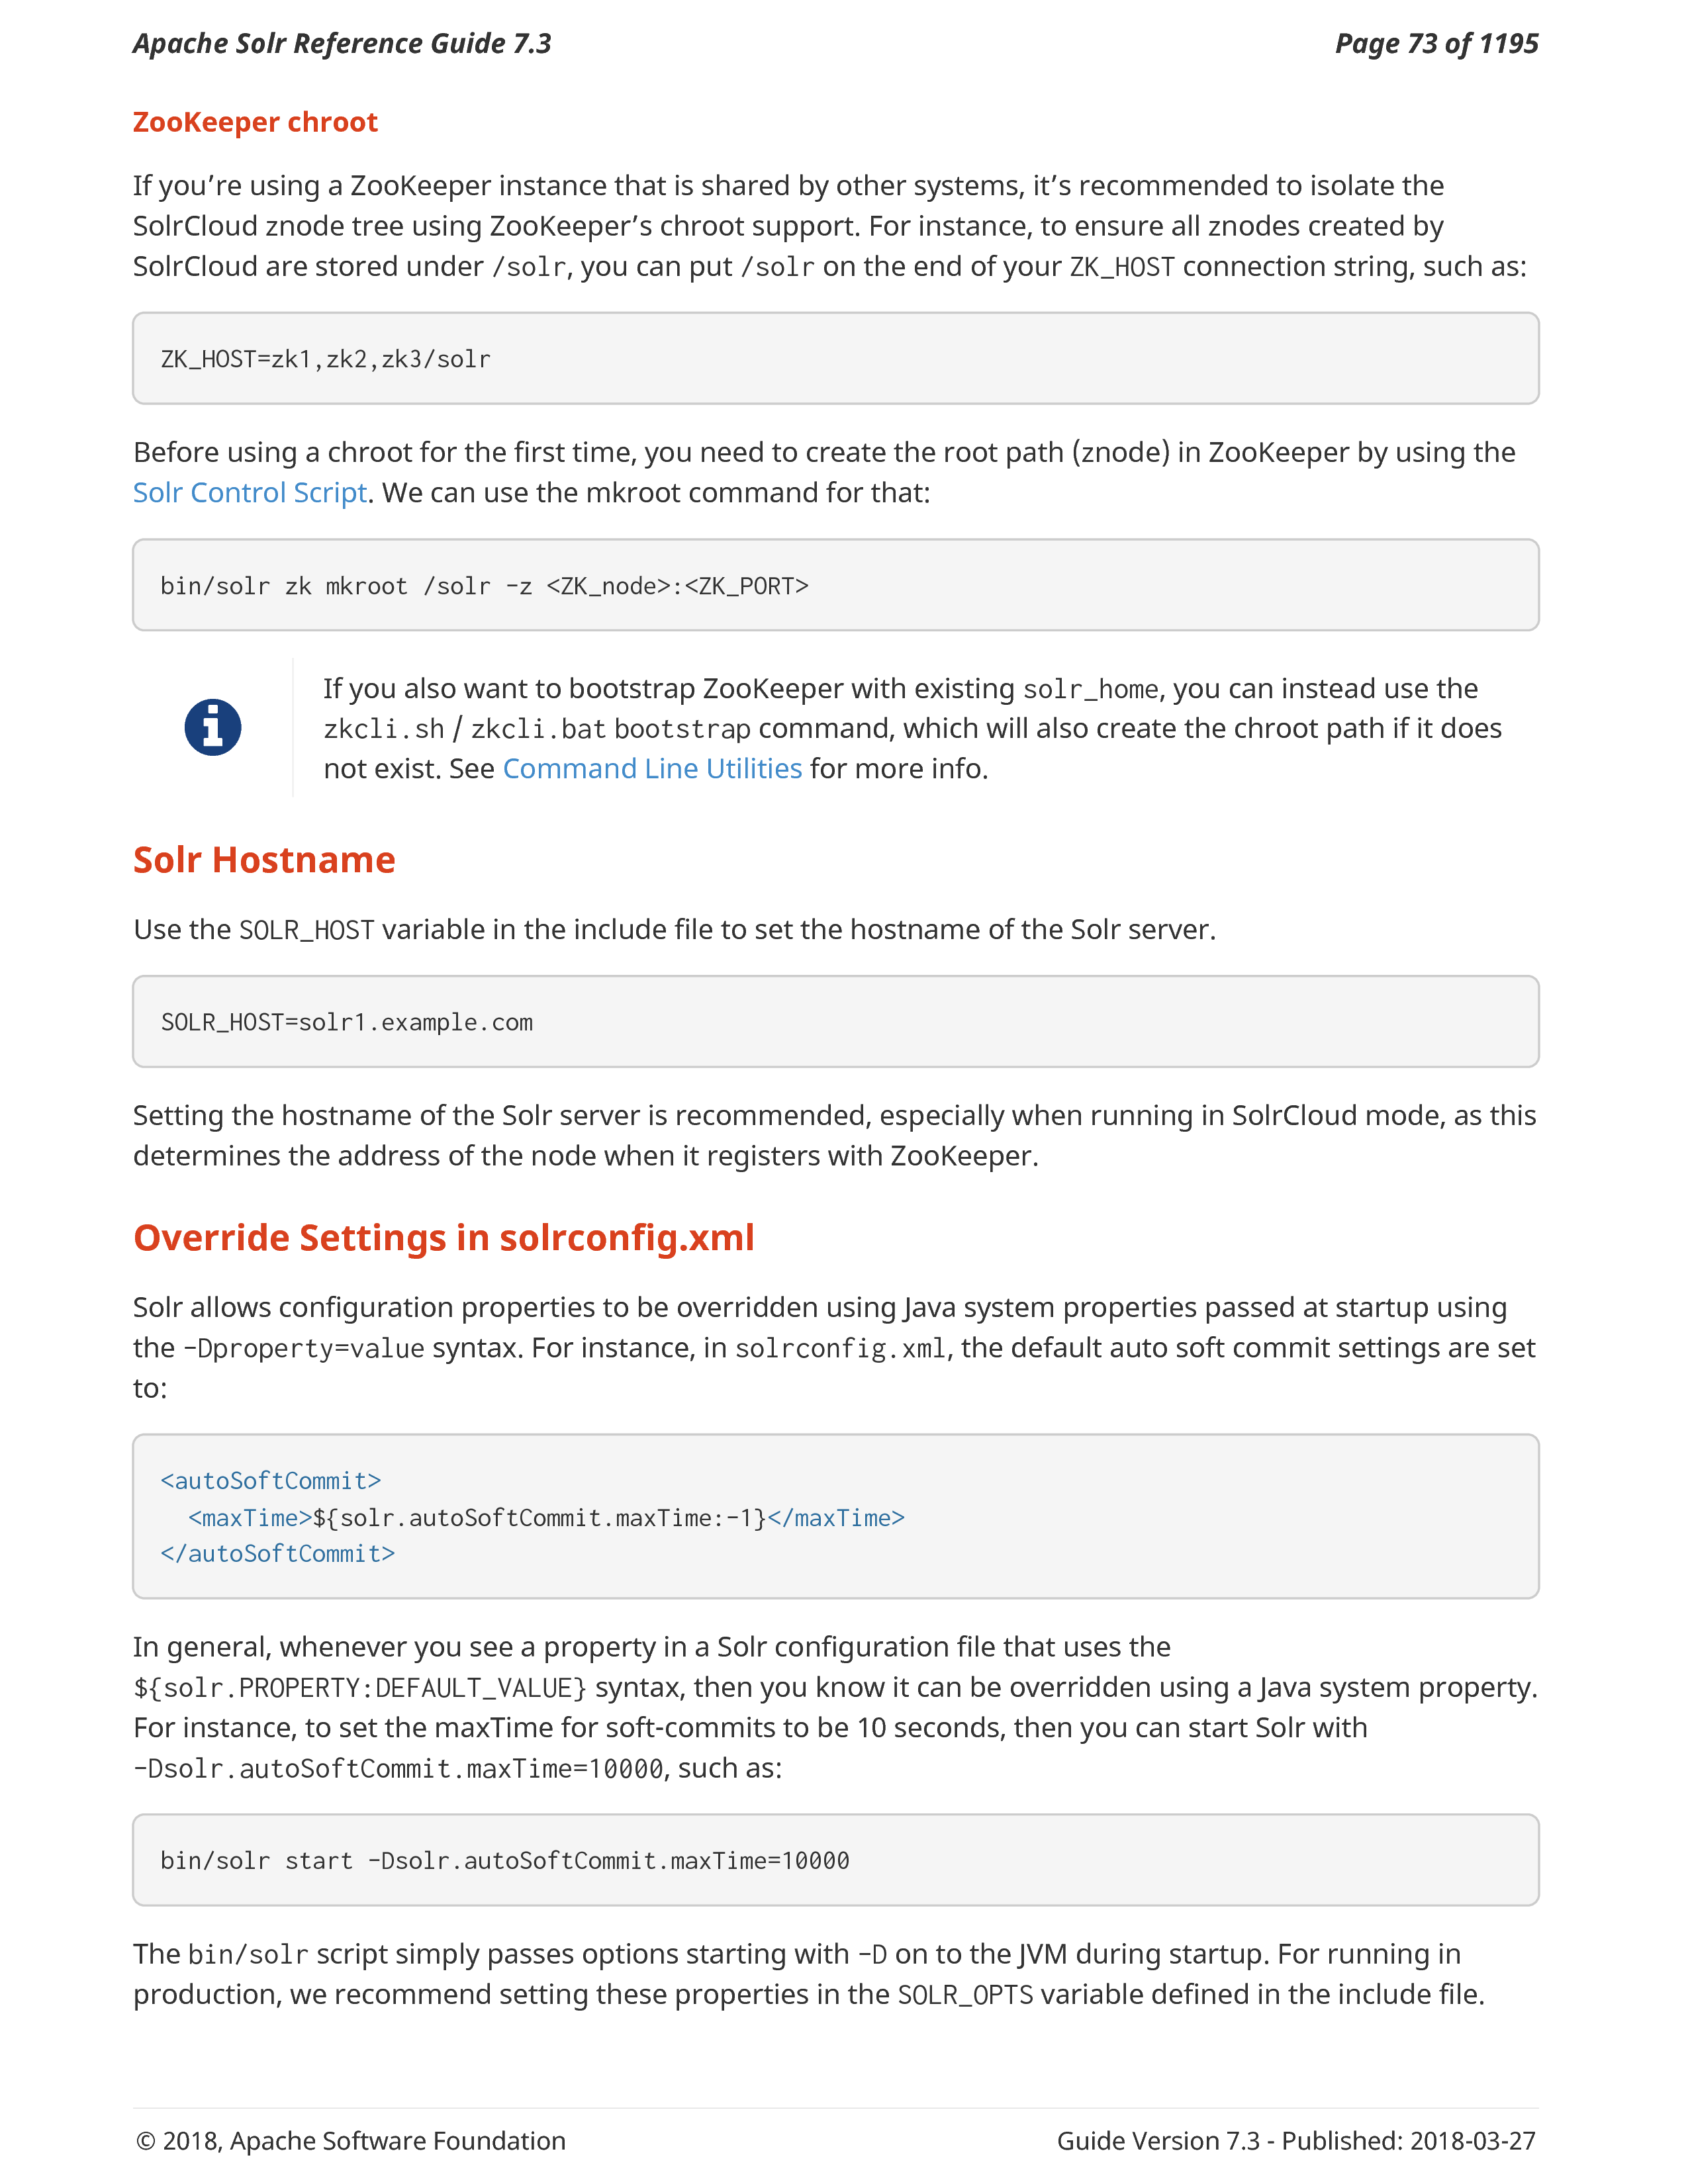 Apache Solr Reference Guide 7.3
Page 73 of 1195
ZooKeeper chroot
If you’re using a ZooKeeper instance that is shared by other systems, it’s recommended to isolate the
SolrCloud znode tree using ZooKeeper’s chroot support. For instance, to ensure all znodes created by
SolrCloud are stored under /solr, you can put /solr on the end of your ZK_HOST connection string, such as:
ZK_HOST=zk1,zk2,zk3/solr
Before using a chroot for the first time, you need to create the root path (znode) in ZooKeeper by using the
Solr Control Script. We can use the mkroot command for that:
bin/solr zk mkroot /solr -z <ZK_node>:<ZK_PORT>
If you also want to bootstrap ZooKeeper with existing solr_home, you can instead use the
zkcli.sh / zkcli.bat bootstrap command, which will also create the chroot path if it does
not exist. See Command Line Utilities for more info.
Solr Hostname
Use the SOLR_HOST variable in the include file to set the hostname of the Solr server.
SOLR_HOST=solr1.example.com
Setting the hostname of the Solr server is recommended, especially when running in SolrCloud mode, as this
determines the address of the node when it registers with ZooKeeper.
Override Settings in solrconfig.xml
Solr allows configuration properties to be overridden using Java system properties passed at startup using
the -Dproperty=value syntax. For instance, in solrconfig.xml, the default auto soft commit settings are set
to:
<autoSoftCommit>
  <maxTime>${solr.autoSoftCommit.maxTime:-1}</maxTime>
</autoSoftCommit>
In general, whenever you see a property in a Solr configuration file that uses the
${solr.PROPERTY:DEFAULT_VALUE} syntax, then you know it can be overridden using a Java system property.
For instance, to set the maxTime for soft-commits to be 10 seconds, then you can start Solr with
-Dsolr.autoSoftCommit.maxTime=10000, such as:
bin/solr start -Dsolr.autoSoftCommit.maxTime=10000
The bin/solr script simply passes options starting with -D on to the JVM during startup. For running in
production, we recommend setting these properties in the SOLR_OPTS variable defined in the include file.
© 2018, Apache Software Foundation
Guide Version 7.3 - Published: 2018-03-27